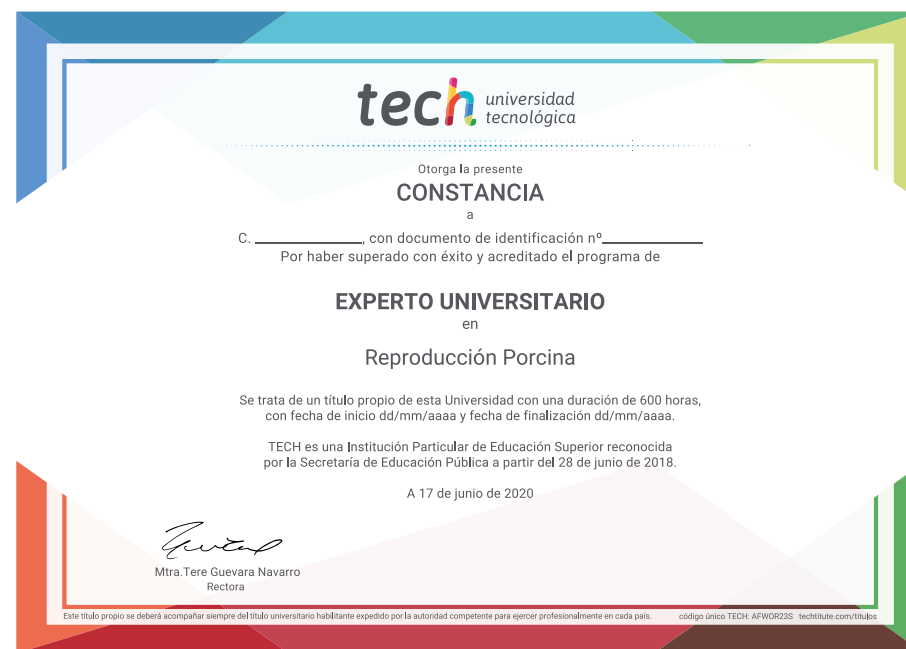 tech universidad
tecnológica
Otorga la presente
CONSTANCIA
a
C. ______________, con documento de identificación nº_____________
Por haber superado con éxito y acreditado el programa de
EXPERTO UNIVERSITARIO
en
Reproducción Porcina
Se trata de un título propio de esta Universidad con una duración de 600 horas,
con fecha de inicio dd/mm/aaaa y fecha de finalización dd/mm/aaaa.
TECH es una Institución Particular de Educación Superior reconocida
por la Secretaría de Educación Pública a partir del 28 de junio de 2018.
A 17 de junio de 2020
Mtra.Tere Guevara Navarro
Rectora
Este título propio se deberá acompañar siempre del título universitario habilitante expedido por la autoridad competente para ejercer profesionalmente en cada país. código único TECH: AFWOR23S techtitute.com/titulos